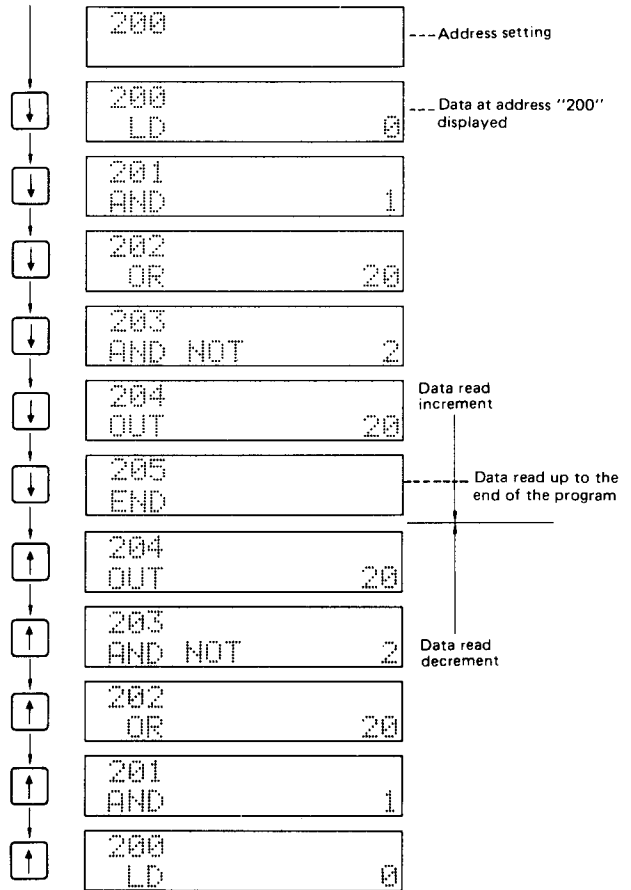 200
Address setting
200
LD 0
Data at address "200"
displayed
201
AND 1
202
OR 20
203
AND NOT 2
204
OUT 20
Data read
increment
205
END
Data read up to the
end of the program
204
OUT 20
203
AND NOT 2
Data read
decrement
202
OR 20
201
AND 1
200
LD 0